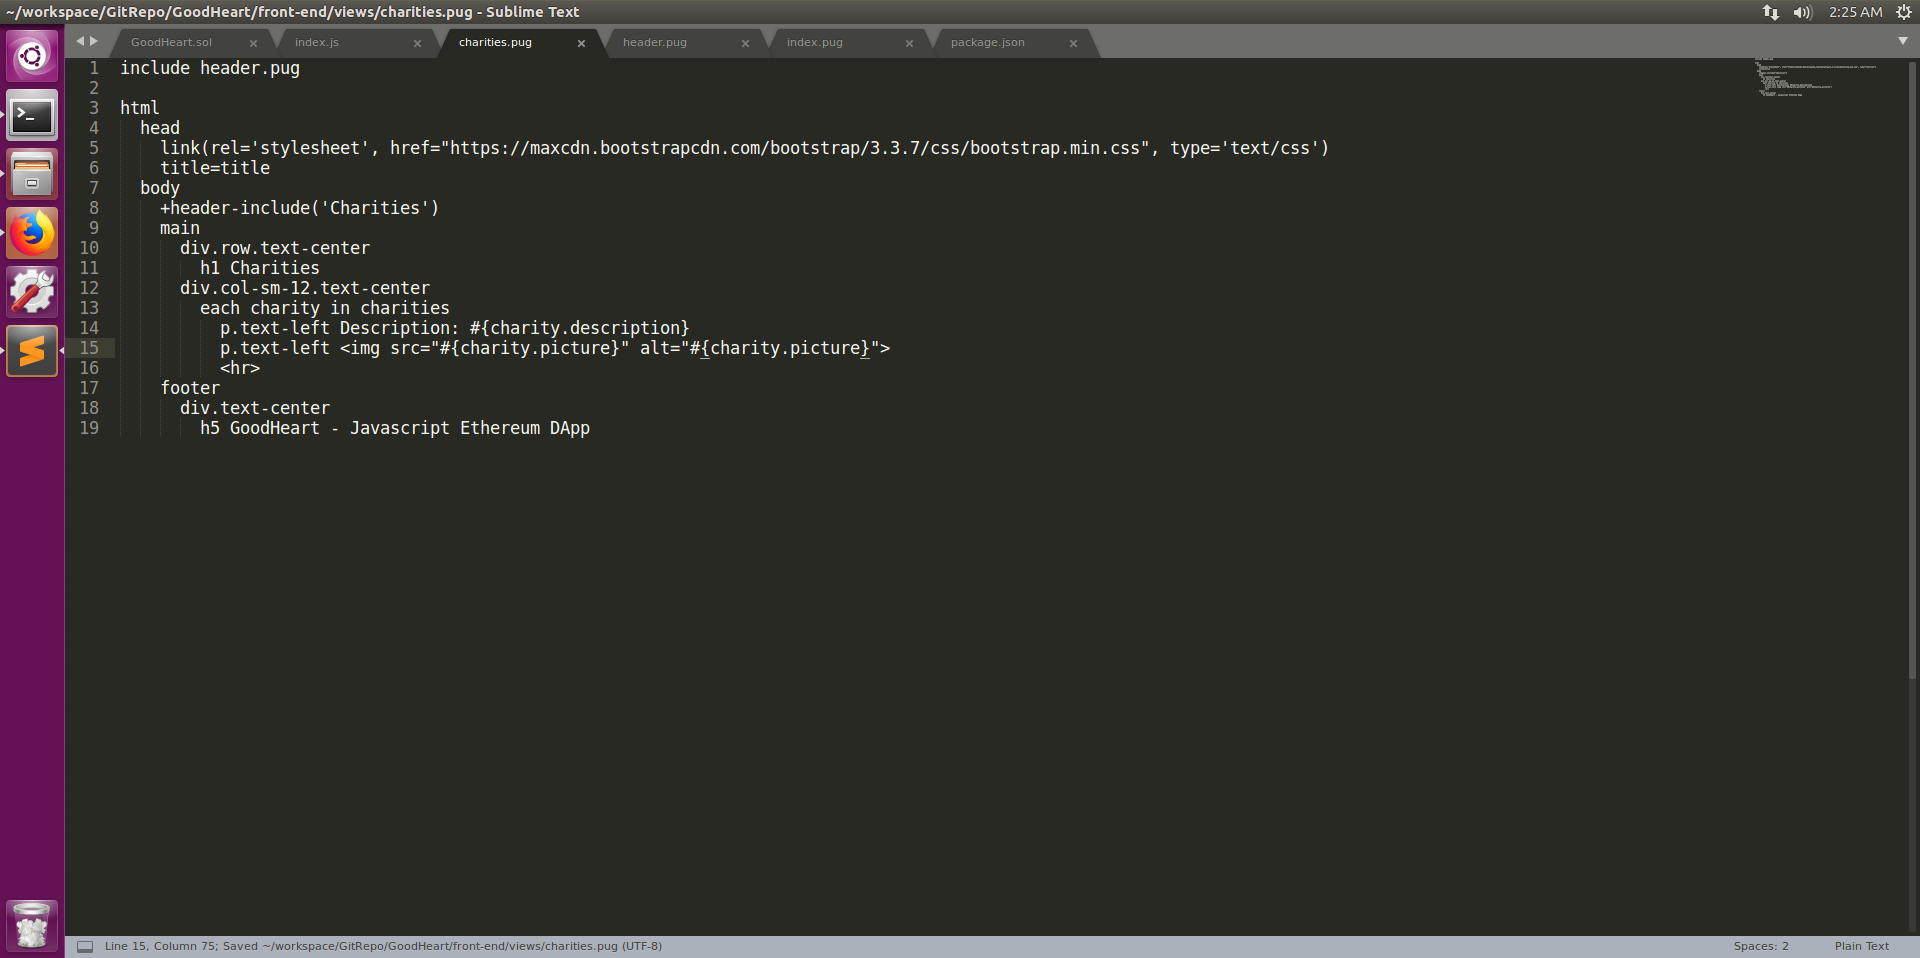 ~/workspace/GitRepo/GoodHeart/front-end/views/charities.pug - Sublime Text
2:25 AM
GoodHeart.sol
index.js
charities.pug
header.pug
index.pug
package.json
1 include header.pug
2
3 html
4 head
5 link(rel='stylesheet', href="https://maxcdn.bootstrapcdn.com/bootstrap/3.3.7/css/bootstrap.min.css", type='text/css')
6 title=title
7 body
8 +header-include('Charities')
9 main
10 div.row.text-center
11 h1 Charities
12 div.col-sm-12.text-center
13 each charity in charities
14 p.text-left Description: #{charity.description}
15 p.text-left <img src="#{charity.picture}" alt="#{charity.picture}">
16 <hr>
17 footer
18 div.text-center
19 h5 GoodHeart - Javascript Ethereum DApp
Line 15, Column 75; Saved ~/workspace/GitRepo/GoodHeart/front-end/views/charities.pug (UTF-8)
Spaces: 2
Plain Text